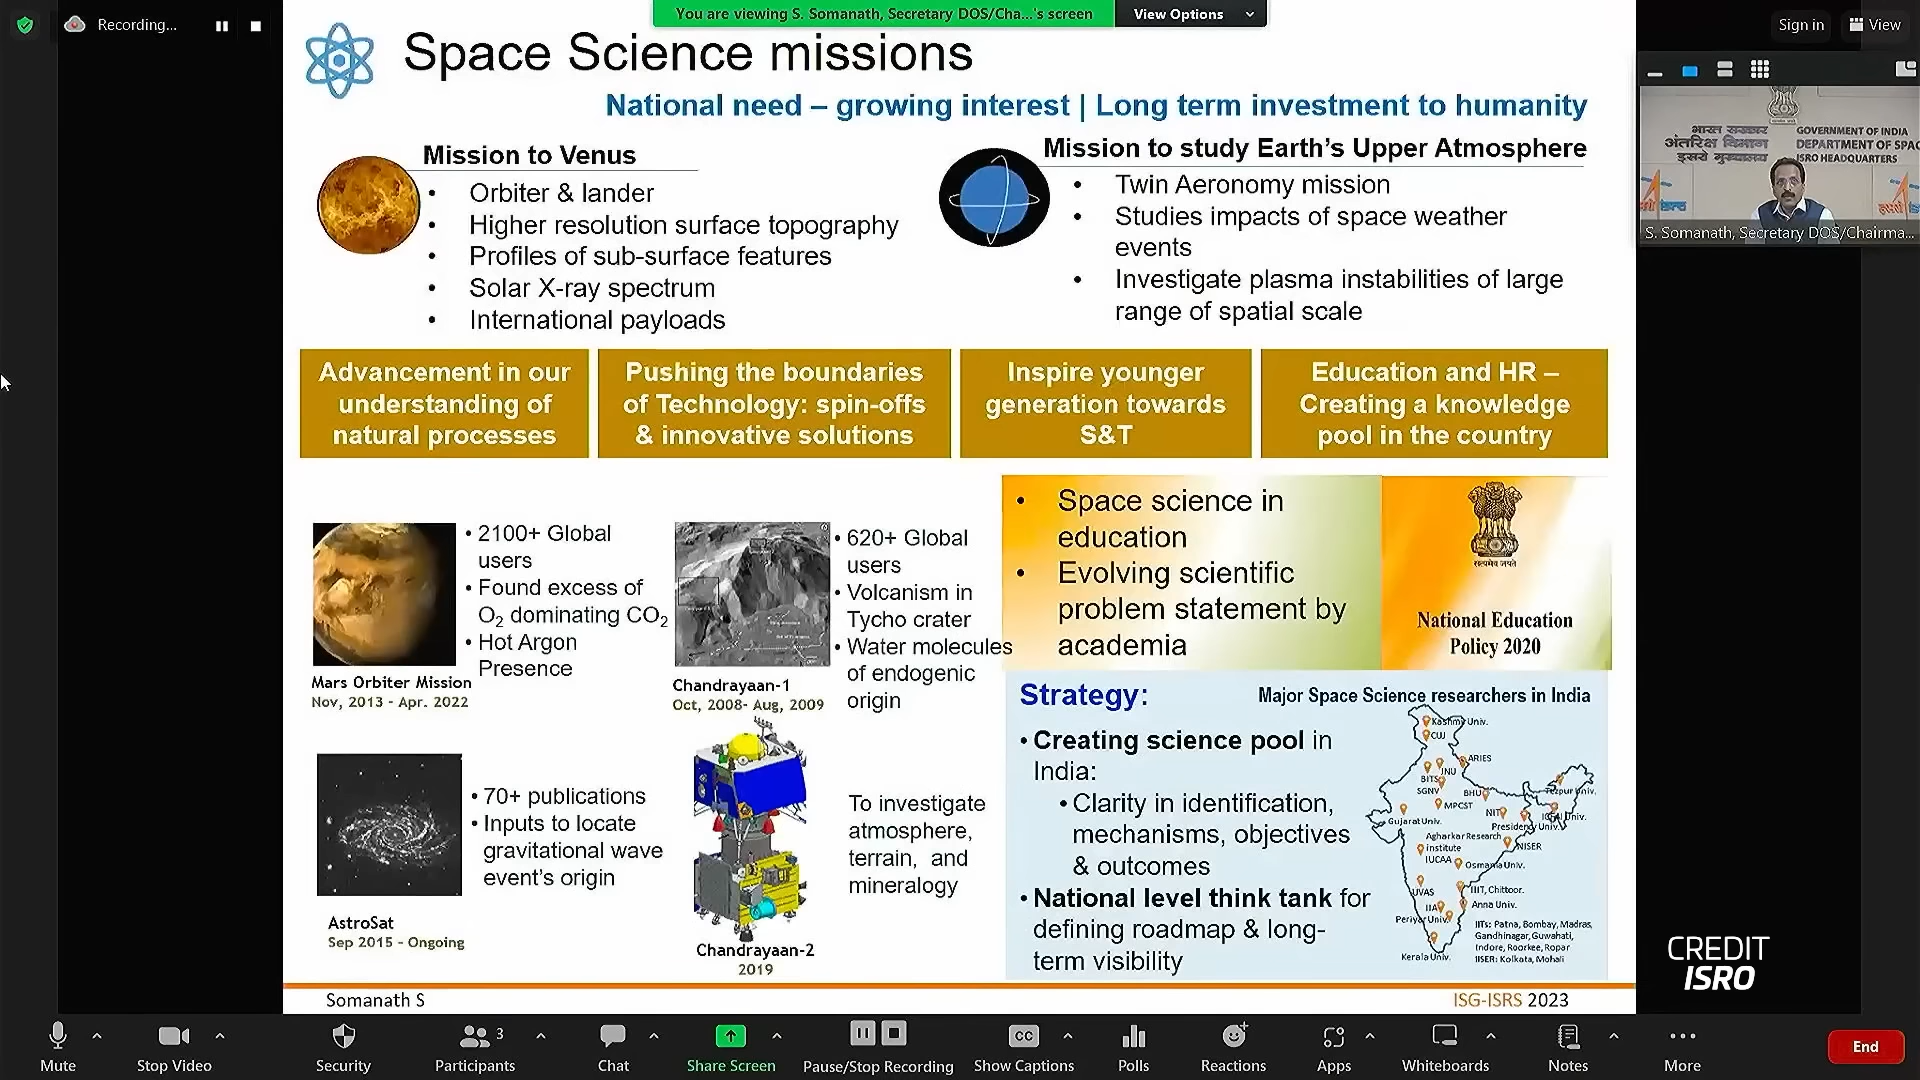 Recording...
You are viewing S. Somanath, Secretary DOS/Cha...'s screen
View Options
Sign in
View
Space Science missions
National need – growing interest | Long term investment to humanity
Mission to Venus
• Orbiter & lander
• Higher resolution surface topography
• Profiles of sub-surface features
• Solar X-ray spectrum
• International payloads
Mission to study Earth's Upper Atmosphere
• Twin Aeronomy mission
• Studies impacts of space weather
events
• Investigate plasma instabilities of large
range of spatial scale
भारत सरकार
अंतरिक्ष विभाग
इसरो मुख्यालय
GOVERNMENT OF INDIA
DEPARTMENT OF SPAC
ISRO HEADQUARTERS
S. Somanath, Secretary DOS/Chairma...
Advancement in our
understanding of
natural processes
Pushing the boundaries
of Technology: spin-offs
& innovative solutions
Inspire younger
generation towards
S&T
Education and HR –
Creating a knowledge
pool in the country
• 2100+ Global
users
• Found excess of
O₂ dominating CO₂
• Hot Argon
Presence
Mars Orbiter Mission
Nov, 2013 - Apr. 2022
• 620+ Global
users
• Volcanism in
Tycho crater
• Water molecules
of endogenic
origin
Chandrayaan-1
Oct, 2008- Aug, 2009
• Space science in
education
• Evolving scientific
problem statement by
academia
सत्यमेव जयते
National Education
Policy 2020
• 70+ publications
• Inputs to locate
gravitational wave
event's origin
AstroSat
Sep 2015 - Ongoing
To investigate
atmosphere,
terrain, and
mineralogy
Chandrayaan-2
2019
Strategy:
• Creating science pool in
India:
• Clarity in identification,
mechanisms, objectives
& outcomes
• National level think tank for
defining roadmap & long-
term visibility
Major Space Science researchers in India
Kashmir Univ.
CUJ
ARIES
JNU
BITS
SGNV
BHU
Tezpur Univ.
MPCST
NIT
Gujarat Univ.
Presidency Univ.
Agharkar Research
Institute
NISER
IUCAA
Osmania Univ.
UVAS
IIIT, Chittoor.
IIA
Anna Univ.
Periyar Univ.
Kerala Univ.
IITs: Patna, Bombay, Madras,
Gandhinagar, Guwahati,
Indore, Roorkee, Ropar
IISER: Kolkata, Mohali
Somanath S
ISG-ISRS 2023
CREDIT
ISRO
Mute
Stop Video
Security
3
Participants
Chat
Share Screen
Pause/Stop Recording
CC
Show Captions
Polls
Reactions
Apps
Whiteboards
Notes
More
End